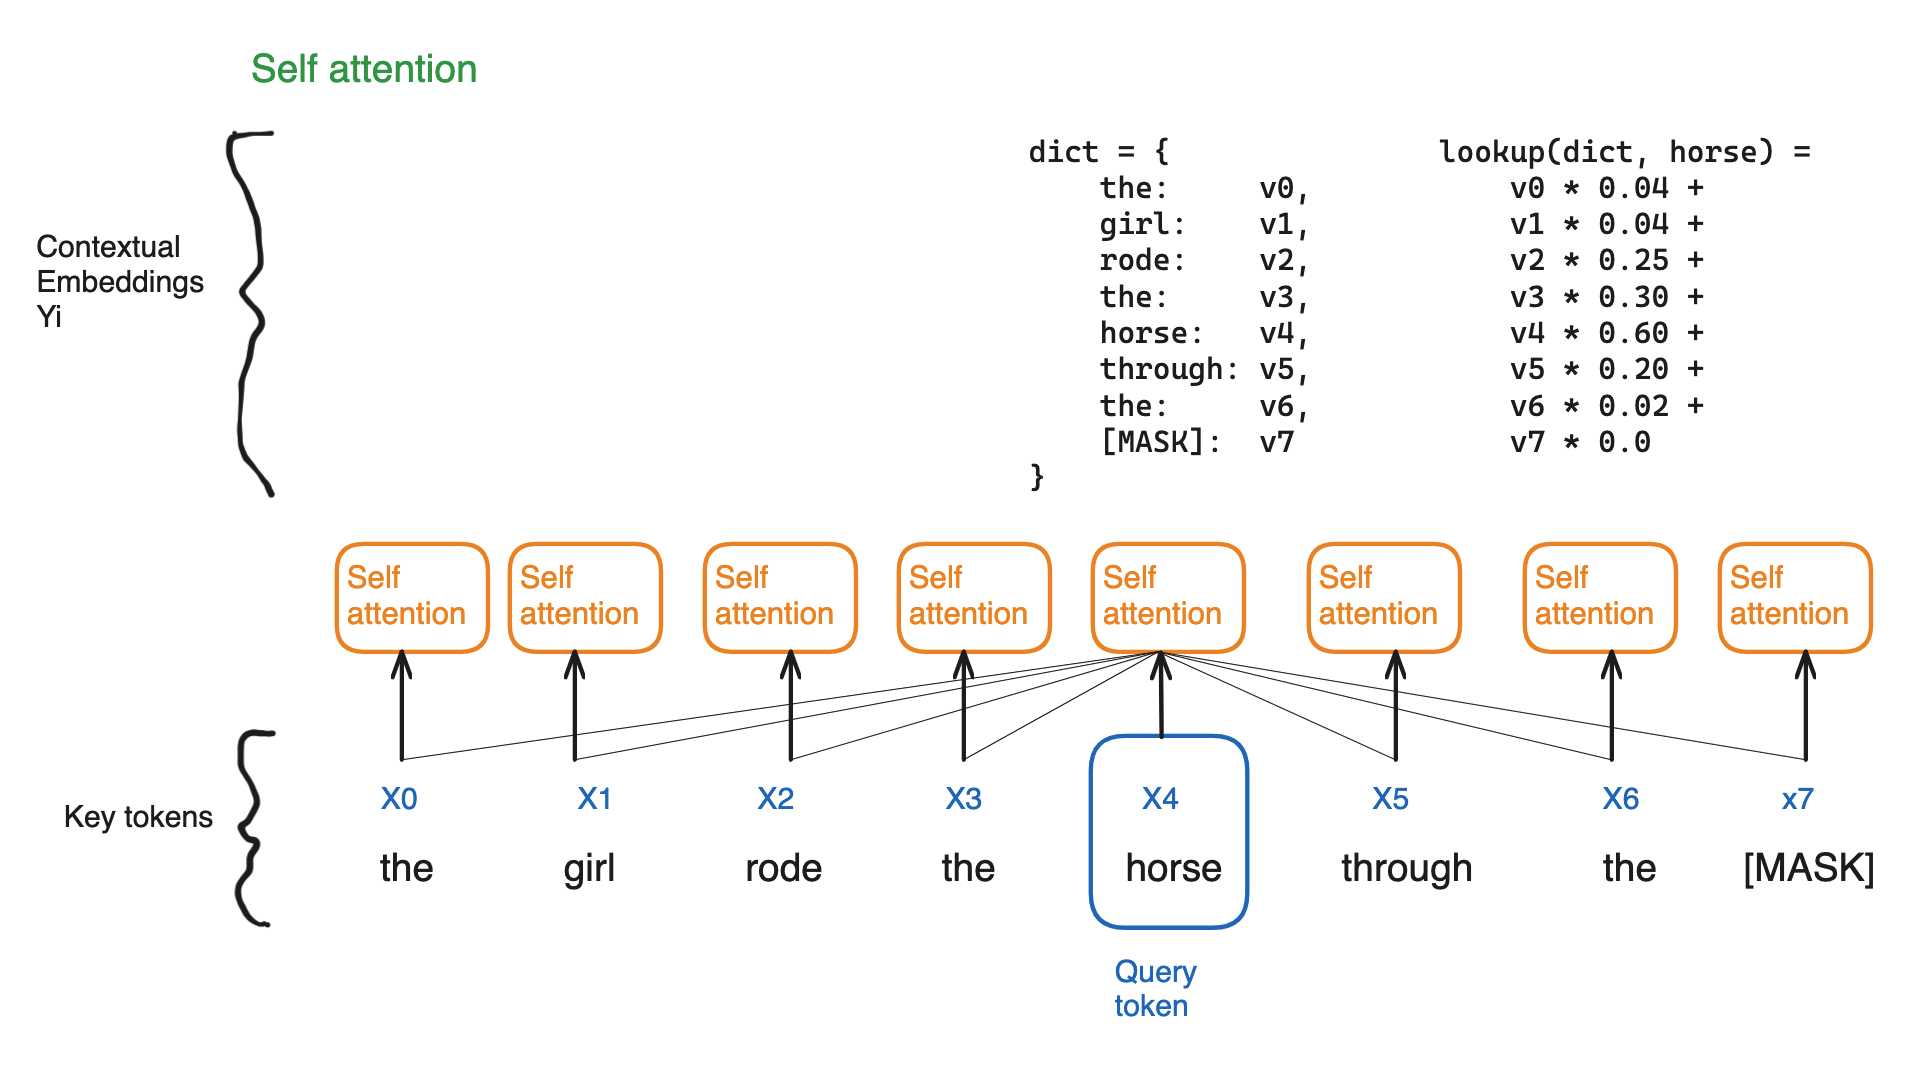 Self attention
Contextual
Embeddings
Yi
dict = {
the: v0,
girl: v1,
rode: v2,
the: v3,
horse: v4,
through: v5,
the: v6,
[MASK]: v7
}
lookup(dict, horse) =
v0 * 0.04 +
v1 * 0.04 +
v2 * 0.25 +
v3 * 0.30 +
v4 * 0.60 +
v5 * 0.20 +
v6 * 0.02 +
v7 * 0.0
Self
attention
Self
attention
Self
attention
Self
attention
Self
attention
Self
attention
Self
attention
Self
attention
Key tokens
X0 X1 X2 X3 X4 X5 X6 x7
the girl rode the horse through the [MASK]
Query
token